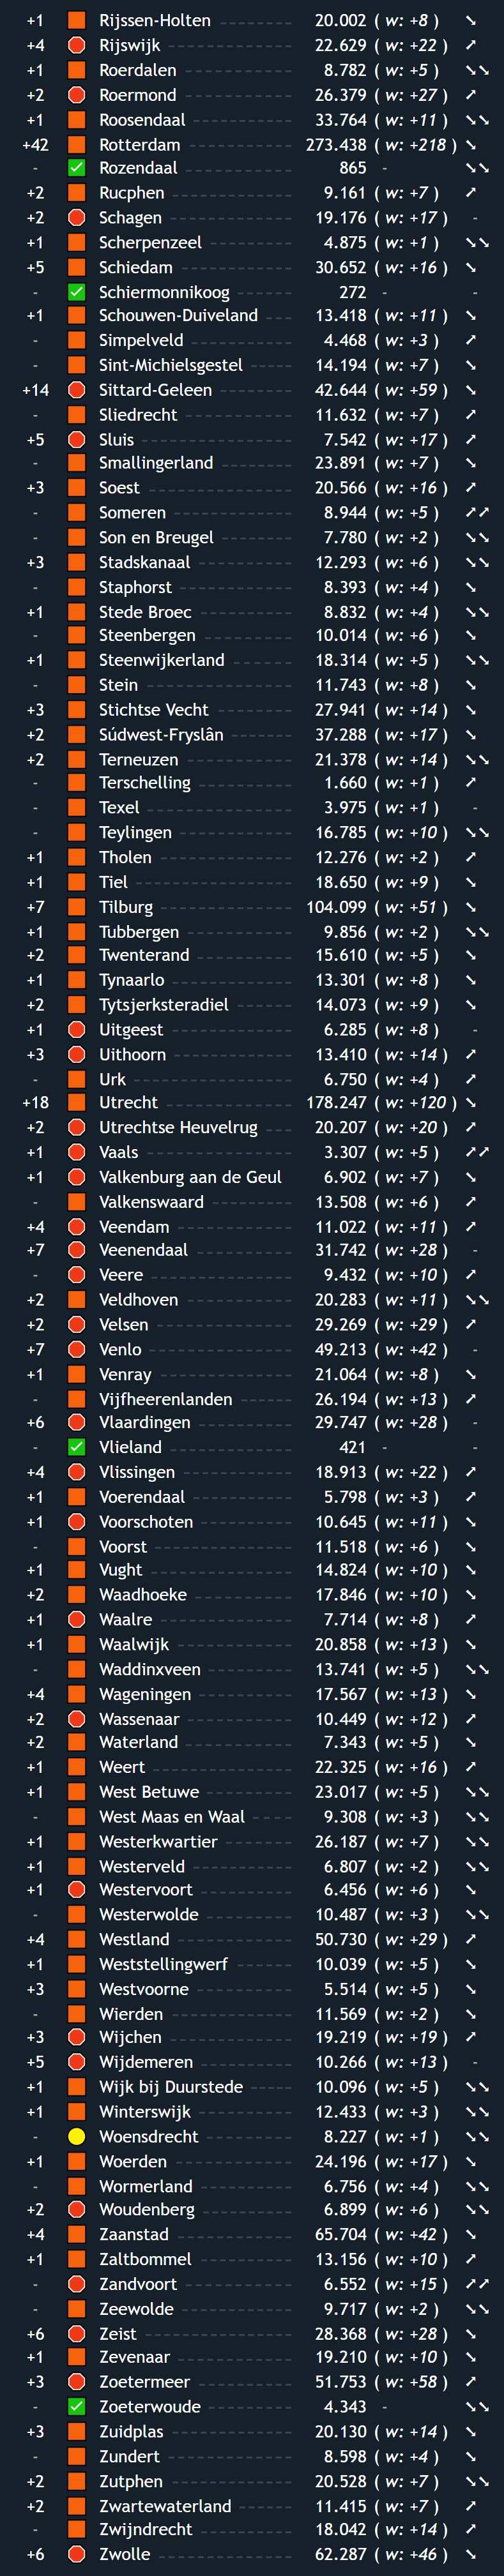 +1 Rijssen-Holten 20.002 ( w: +8 ) ➘
+4 Rijswijk 22.629 ( w: +22 ) ➚
+1 Roerdalen 8.782 ( w: +5 ) ➘➘
+2 Roermond 26.379 ( w: +27 ) ➚
+1 Roosendaal 33.764 ( w: +11 ) ➘➘
+42 Rotterdam 273.438 ( w: +218 ) ➘
- ✅ Rozendaal 865 - ➘➘
+2 Rucphen 9.161 ( w: +7 ) ➚
+2 Schagen 19.176 ( w: +17 ) -
+1 Scherpenzeel 4.875 ( w: +1 ) ➘➘
+5 Schiedam 30.652 ( w: +16 ) ➘
- ✅ Schiermonnikoog 272 - -
+1 Schouwen-Duiveland 13.418 ( w: +11 ) ➘
- Simpelveld 4.468 ( w: +3 ) ➚
- Sint-Michielsgestel 14.194 ( w: +7 ) ➘
+14 Sittard-Geleen 42.644 ( w: +59 ) ➘
- Sliedrecht 11.632 ( w: +7 ) ➚
+5 Sluis 7.542 ( w: +17 ) ➚
- Smallingerland 23.891 ( w: +7 ) ➘
+3 Soest 20.566 ( w: +16 ) ➚
- Someren 8.944 ( w: +5 ) ➚➚
- Son en Breugel 7.780 ( w: +2 ) ➘➘
+3 Stadskanaal 12.293 ( w: +6 ) ➘➘
- Staphorst 8.393 ( w: +4 ) ➘
+1 Stede Broec 8.832 ( w: +4 ) ➘➘
- Steenbergen 10.014 ( w: +6 ) ➘
+1 Steenwijkerland 18.314 ( w: +5 ) ➘➘
- Stein 11.743 ( w: +8 ) ➘
+3 Stichtse Vecht 27.941 ( w: +14 ) ➘
+2 Súdwest-Fryslân 37.288 ( w: +17 ) ➘
+2 Terneuzen 21.378 ( w: +14 ) ➘➘
- Terschelling 1.660 ( w: +1 ) ➚
- Texel 3.975 ( w: +1 ) -
- Teylingen 16.785 ( w: +10 ) ➘➘
+1 Tholen 12.276 ( w: +2 ) ➚
+1 Tiel 18.650 ( w: +9 ) ➘
+7 Tilburg 104.099 ( w: +51 ) ➘
+1 Tubbergen 9.856 ( w: +2 ) ➘➘
+2 Twenterand 15.610 ( w: +5 ) ➘
+1 Tynaarlo 13.301 ( w: +8 ) ➘
+2 Tytsjerksteradiel 14.073 ( w: +9 ) ➘
+1 Uitgeest 6.285 ( w: +8 ) -
+3 Uithoorn 13.410 ( w: +14 ) ➚
- Urk 6.750 ( w: +4 ) ➚
+18 Utrecht 178.247 ( w: +120 ) ➘
+2 Utrechtse Heuvelrug 20.207 ( w: +20 ) ➚
+1 Vaals 3.307 ( w: +5 ) ➚➚
+1 Valkenburg aan de Geul 6.902 ( w: +7 ) ➘
- Valkenswaard 13.508 ( w: +6 ) ➚
+4 Veendam 11.022 ( w: +11 ) ➚
+7 Veenendaal 31.742 ( w: +28 ) -
- Veere 9.432 ( w: +10 ) ➚
+2 Veldhoven 20.283 ( w: +11 ) ➘➘
+2 Velsen 29.269 ( w: +29 ) ➚
+7 Venlo 49.213 ( w: +42 ) -
+1 Venray 21.064 ( w: +8 ) ➘
- Vijfheerenlanden 26.194 ( w: +13 ) ➚
+6 Vlaardingen 29.747 ( w: +28 ) -
- ✅ Vlieland 421 - -
+4 Vlissingen 18.913 ( w: +22 ) ➚
+1 Voerendaal 5.798 ( w: +3 ) ➘
+1 Voorschoten 10.645 ( w: +11 ) ➘
- Voorst 11.518 ( w: +6 ) ➘
+1 Vught 14.824 ( w: +10 ) ➘
+2 Waadhoeke 17.846 ( w: +10 ) ➘
+1 Waalre 7.714 ( w: +8 ) ➚
+1 Waalwijk 20.858 ( w: +13 ) ➘
- Waddinxveen 13.741 ( w: +5 ) ➘➘
+4 Wageningen 17.567 ( w: +13 ) ➘
+2 Wassenaar 10.449 ( w: +12 ) ➚
+2 Waterland 7.343 ( w: +5 ) ➘
+1 Weert 22.325 ( w: +16 ) ➚
+1 West Betuwe 23.017 ( w: +5 ) ➘➘
- West Maas en Waal 9.308 ( w: +3 ) ➘➘
+1 Westerkwartier 26.187 ( w: +7 ) ➘➘
+1 Westerveld 6.807 ( w: +2 ) ➘➘
+1 Westervoort 6.456 ( w: +6 ) ➘
- Westerwolde 10.487 ( w: +3 ) ➘➘
+4 Westland 50.730 ( w: +29 ) ➚
+1 Weststellingwerf 10.039 ( w: +5 ) ➘
+3 Westvoorne 5.514 ( w: +5 ) ➘
- Wierden 11.569 ( w: +2 ) ➘
+3 Wijchen 19.219 ( w: +19 ) ➚
+5 Wijdemeren 10.266 ( w: +13 ) -
+1 Wijk bij Duurstede 10.096 ( w: +5 ) ➘➘
+1 Winterswijk 12.433 ( w: +3 ) ➘➘
- Woensdrecht 8.227 ( w: +1 ) ➘➘
+1 Woerden 24.196 ( w: +17 ) ➘
- Wormerland 6.756 ( w: +4 ) ➘➘
+2 Woudenberg 6.899 ( w: +6 ) ➘➘
+4 Zaanstad 65.704 ( w: +42 ) ➘
+1 Zaltbommel 13.156 ( w: +10 ) ➚
- Zandvoort 6.552 ( w: +15 ) ➚➚
- Zeewolde 9.717 ( w: +2 ) ➘➘
+6 Zeist 28.368 ( w: +28 ) ➘
+1 Zevenaar 19.210 ( w: +10 ) ➘
+3 Zoetermeer 51.753 ( w: +58 ) ➚
- ✅ Zoeterwoude 4.343 - ➘➘
+3 Zuidplas 20.130 ( w: +14 ) ➘
- Zundert 8.598 ( w: +4 ) ➘
+2 Zutphen 20.528 ( w: +7 ) ➘➘
+2 Zwartewaterland 11.415 ( w: +7 ) ➚
- Zwijndrecht 18.042 ( w: +14 ) ➚
+6 Zwolle 62.287 ( w: +46 ) ➘